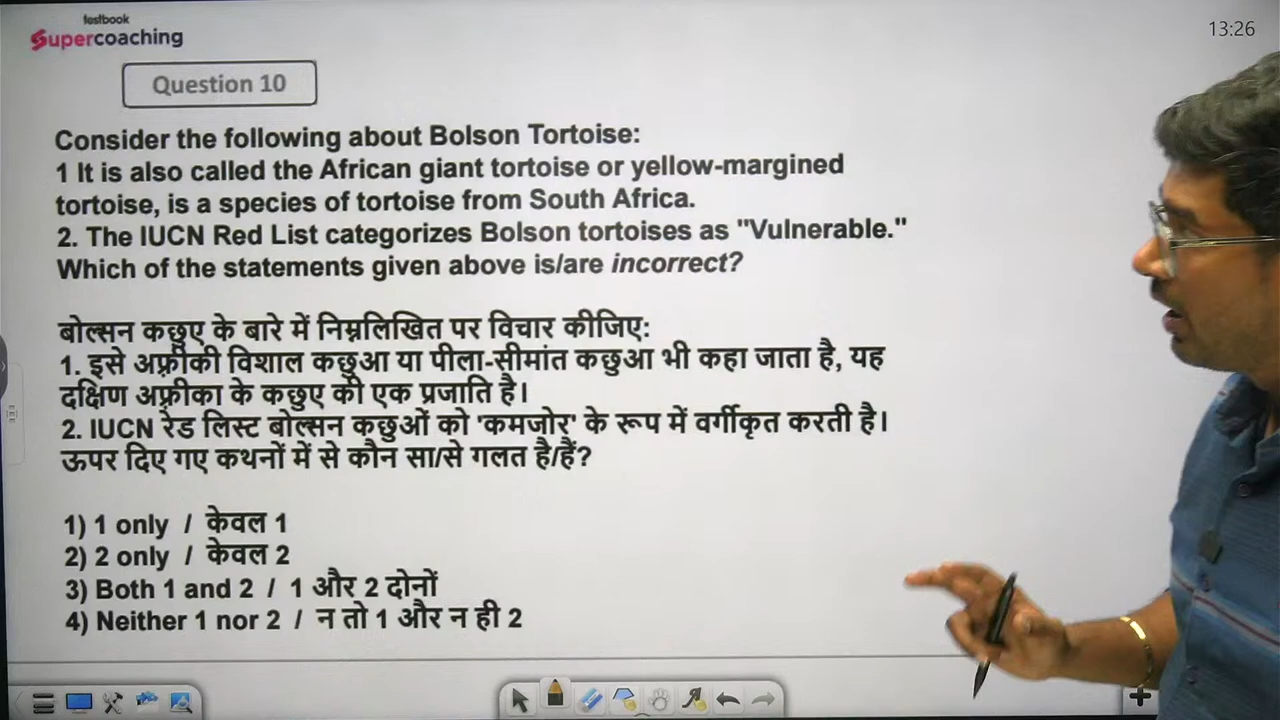 testbook
Supercoaching
13:26
Question 10
Consider the following about Bolson Tortoise:
1 It is also called the African giant tortoise or yellow-margined
tortoise, is a species of tortoise from South Africa.
2. The IUCN Red List categorizes Bolson tortoises as "Vulnerable."
Which of the statements given above is/are incorrect?
बोल्सन कछुए के बारे में निम्नलिखित पर विचार कीजिए:
1. इसे अफ़्रीकी विशाल कछुआ या पीला-सीमांत कछुआ भी कहा जाता है, यह
दक्षिण अफ़्रीका के कछुए की एक प्रजाति है।
2. IUCN रेड लिस्ट बोल्सन कछुओं को 'कमजोर' के रूप में वर्गीकृत करती है।
ऊपर दिए गए कथनों में से कौन सा/से गलत है/हैं?
1) 1 only / केवल 1
2) 2 only / केवल 2
3) Both 1 and 2 / 1 और 2 दोनों
4) Neither 1 nor 2 / न तो 1 और न ही 2